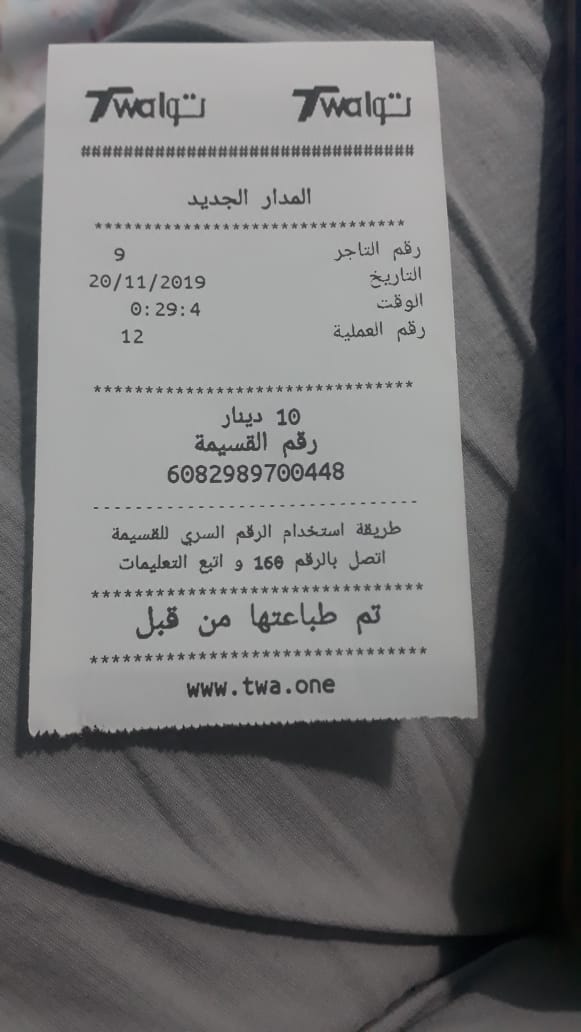 Twa توا Twa توا
################################
المدار الجديد
********************************
رقم التاجر 9
التاريخ 20/11/2019
الوقت 0:29:4
رقم العملية 12
********************************
10 دينار
رقم القسيمة
6082989700448
--------------------------------
طريقة استخدام الرقم السري للقسيمة
اتصل بالرقم 160 و اتبع التعليمات
********************************
تم طباعتها من قبل
********************************
www.twa.one